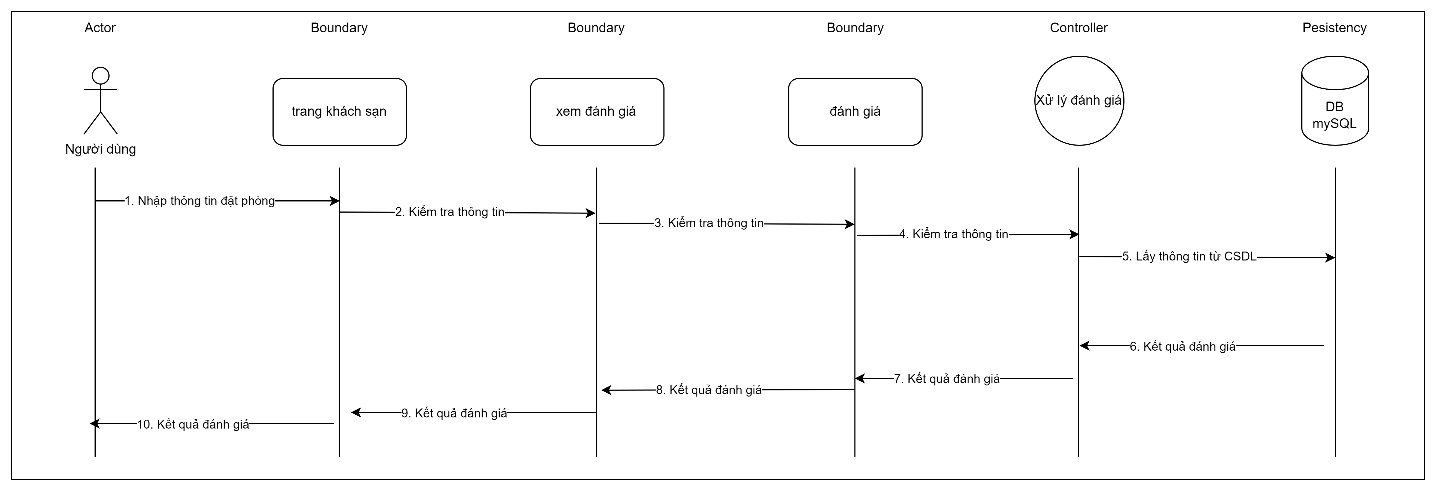 Actor
Boundary
Boundary
Boundary
Controller
Pesistency
trang khách sạn
xem đánh giá
đánh giá
Xử lý đánh giá
DB
mySQL
Người dùng
1. Nhập thông tin đặt phòng
2. Kiểm tra thông tin
3. Kiểm tra thông tin
4. Kiểm tra thông tin
5. Lấy thông tin từ CSDL
6. Kết quả đánh giá
7. Kết quả đánh giá
8. Kết quả đánh giá
9. Kết quả đánh giá
10. Kết quả đánh giá